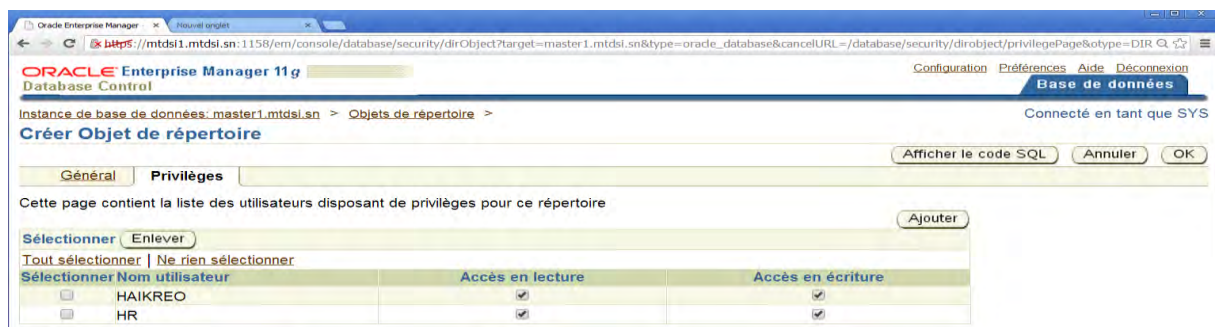 Oracle Enterprise Manager
Nouvel onglet
https://mtdsi1.mtdsi.sn:1158/em/console/database/security/dirObject?target=master1.mtdsi.sn&type=oracle_database&cancelURL=/database/security/dirobject/privilegePage&otype=DIR
ORACLE Enterprise Manager 11g
Database Control
Configuration Préférences Aide Déconnexion
Base de données
Instance de base de données: master1.mtdsi.sn > Objets de répertoire >
Connecté en tant que SYS
Créer Objet de répertoire
Afficher le code SQL Annuler OK
Général Privilèges
Cette page contient la liste des utilisateurs disposant de privilèges pour ce répertoire
Ajouter
Sélectionner Enlever
Tout sélectionner | Ne rien sélectionner
Sélectionner Nom utilisateur Accès en lecture Accès en écriture
HAIKREO
HR